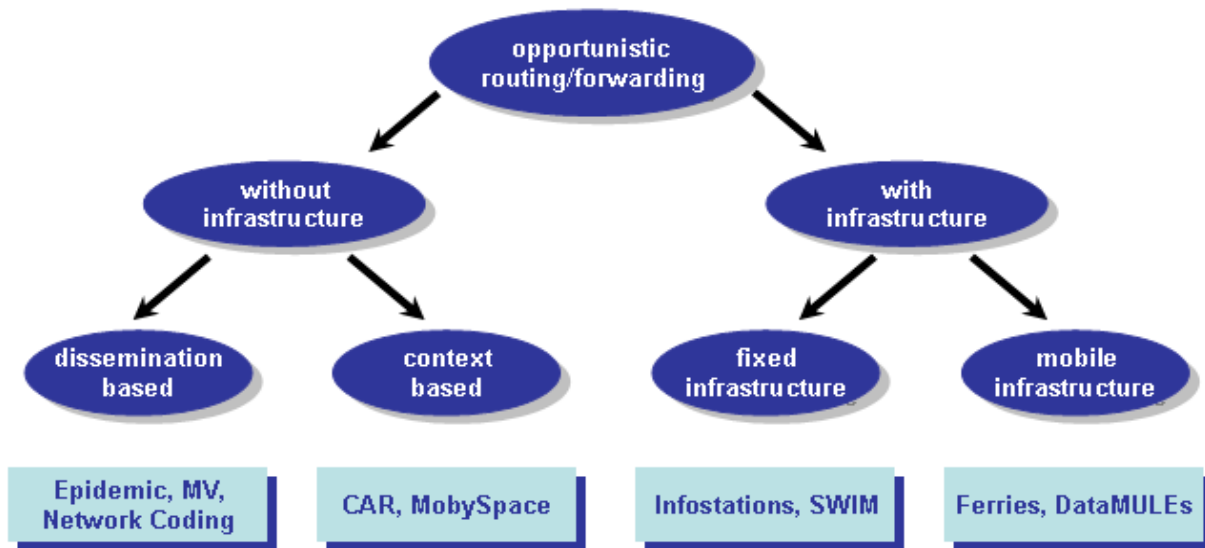 opportunistic
routing/forwarding
without
infrastructure
with
infrastructure
dissemination
based
context
based
fixed
infrastructure
mobile
infrastructure
Epidemic, MV,
Network Coding
CAR, MobySpace
Infostations, SWIM
Ferries, DataMULEs